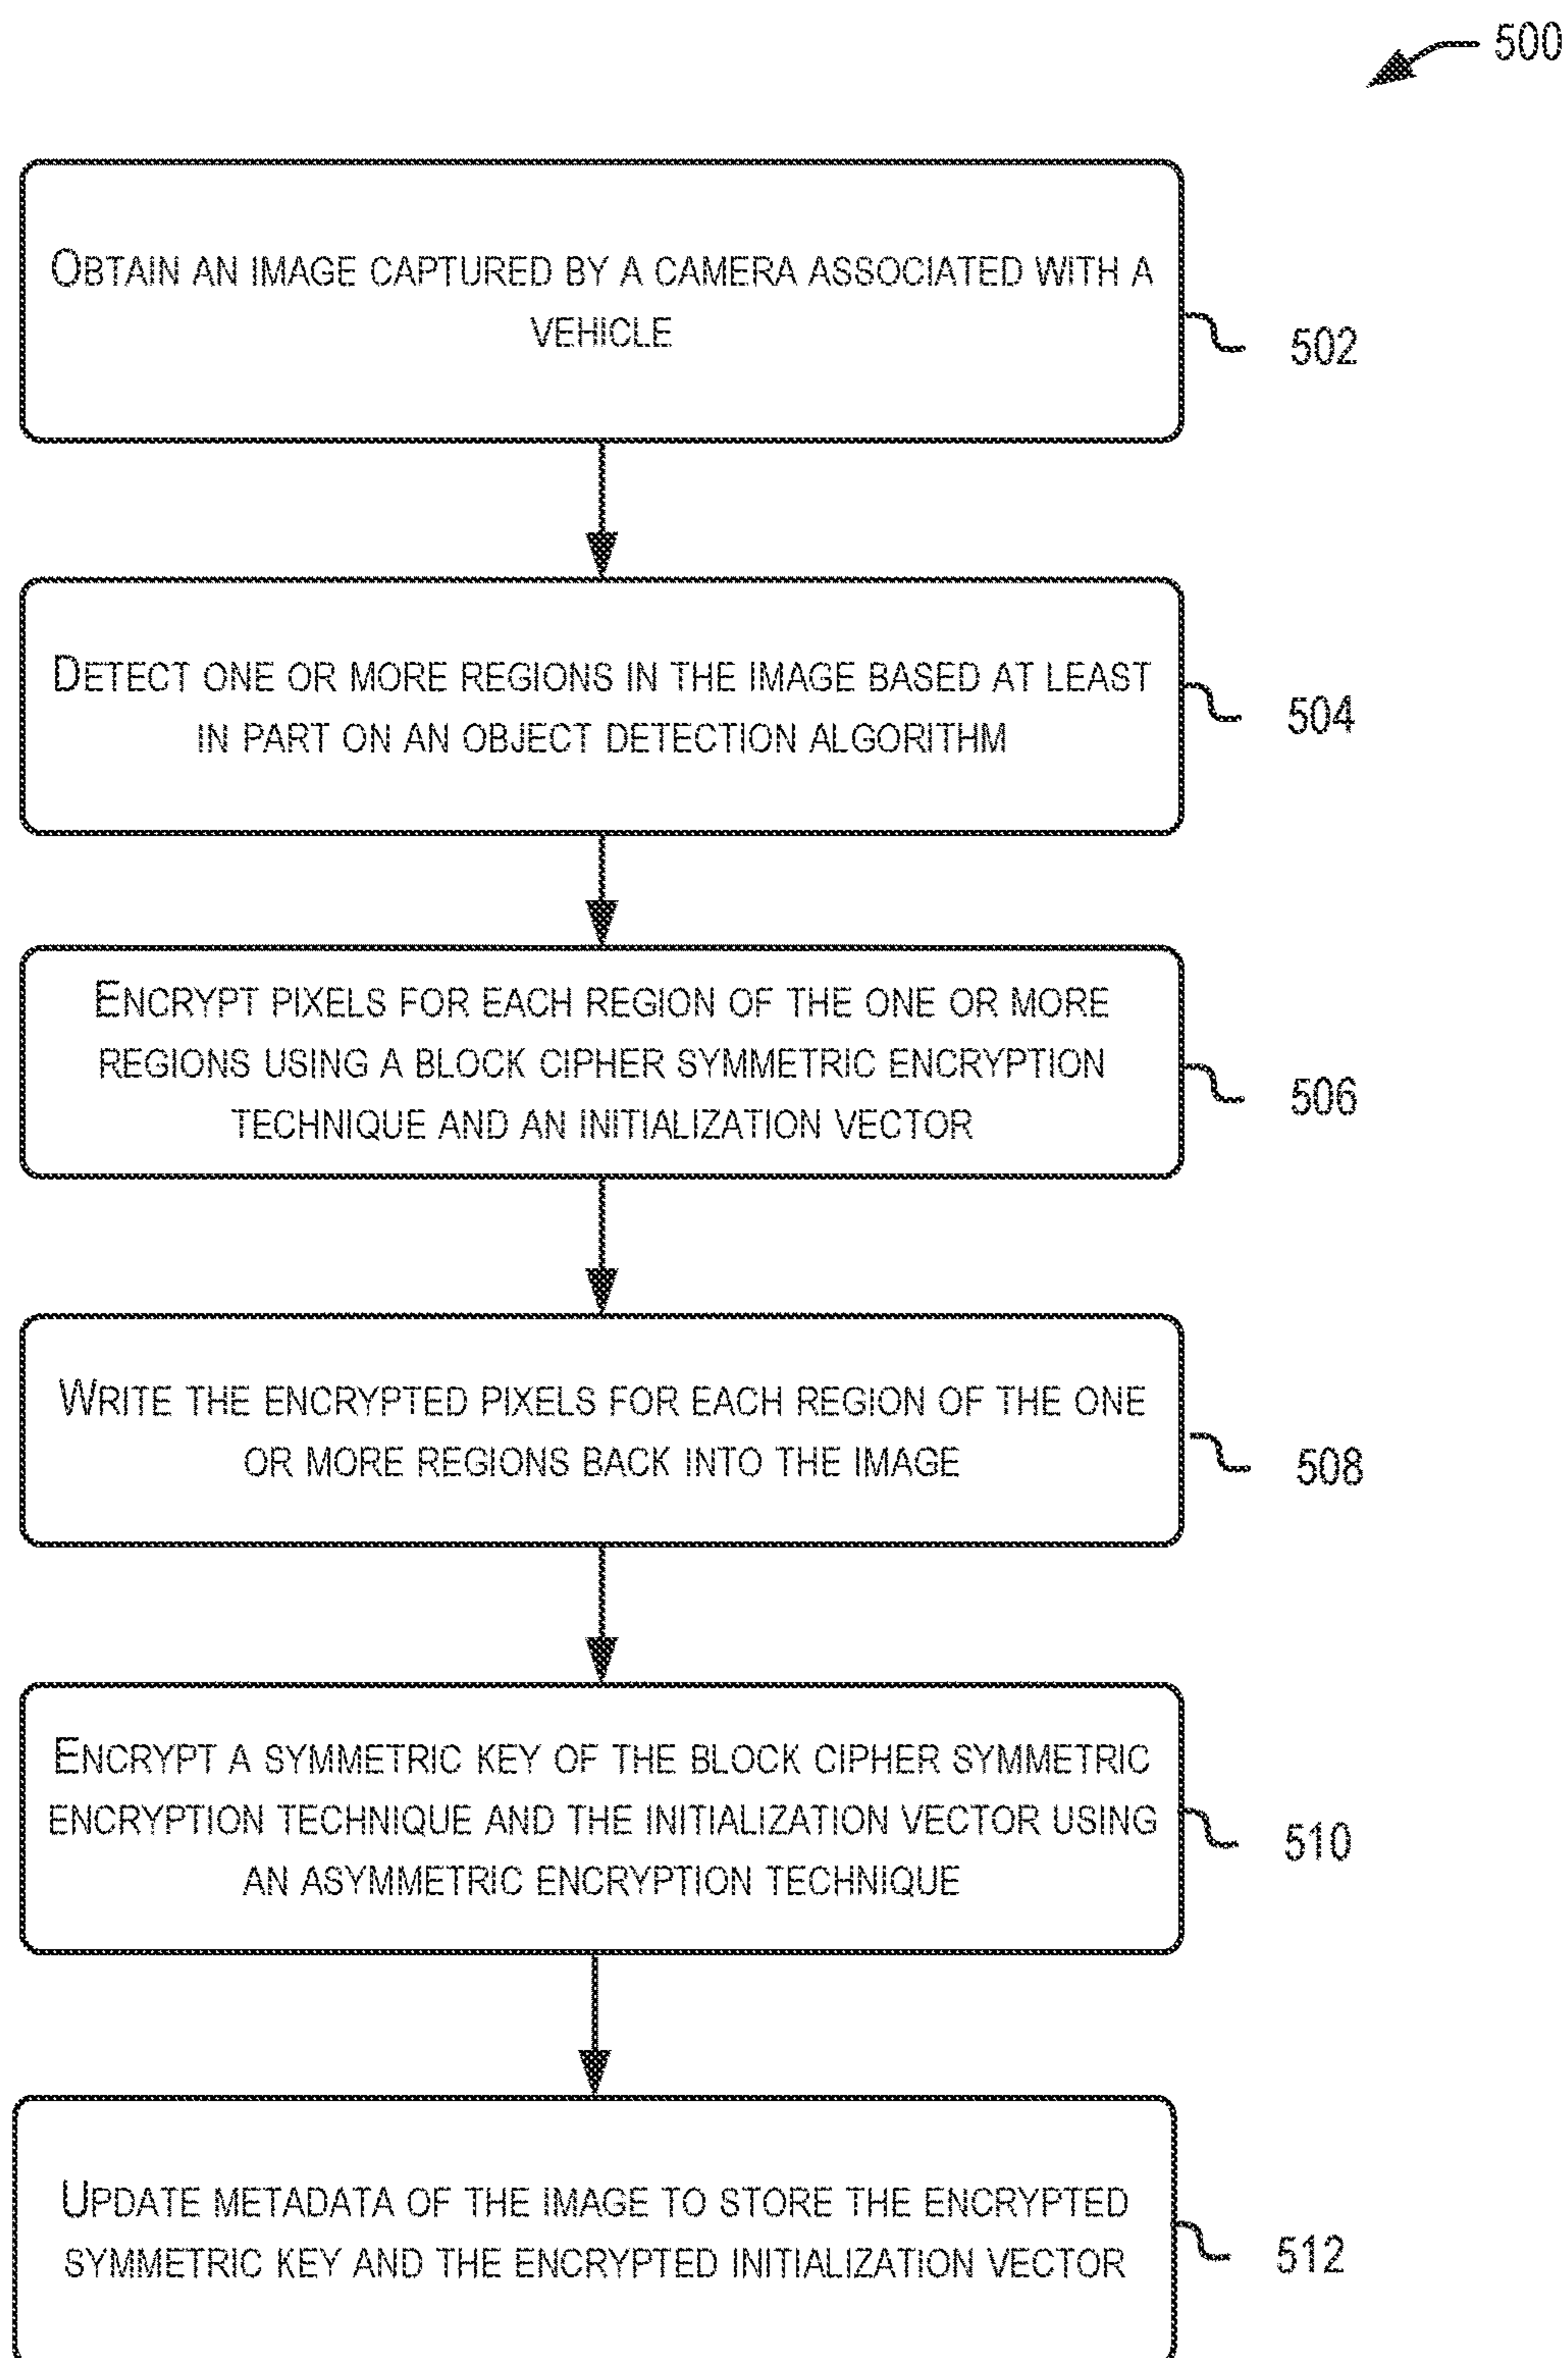 500
OBTAIN AN IMAGE CAPTURED BY A CAMERA ASSOCIATED WITH A
VEHICLE
502
DETECT ONE OR MORE REGIONS IN THE IMAGE BASED AT LEAST
IN PART ON AN OBJECT DETECTION ALGORITHM
504
ENCRYPT PIXELS FOR EACH REGION OF THE ONE OR MORE
REGIONS USING A BLOCK CIPHER SYMMETRIC ENCRYPTION
TECHNIQUE AND AN INITIALIZATION VECTOR
506
WRITE THE ENCRYPTED PIXELS FOR EACH REGION OF THE ONE
OR MORE REGIONS BACK INTO THE IMAGE
508
ENCRYPT A SYMMETRIC KEY OF THE BLOCK CIPHER SYMMETRIC
ENCRYPTION TECHNIQUE AND THE INITIALIZATION VECTOR USING
AN ASYMMETRIC ENCRYPTION TECHNIQUE
510
UPDATE METADATA OF THE IMAGE TO STORE THE ENCRYPTED
SYMMETRIC KEY AND THE ENCRYPTED INITIALIZATION VECTOR
512